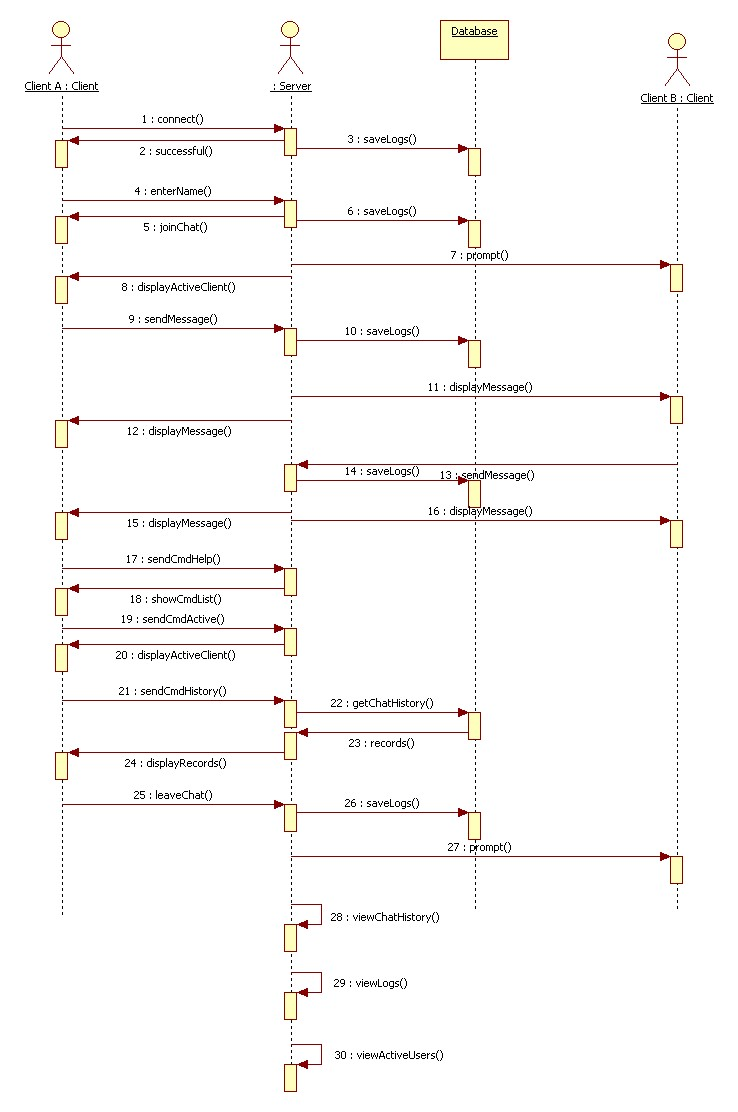 Client A : Client
: Server
Database
Client B : Client
1 : connect()
2 : successful()
3 : saveLogs()
4 : enterName()
5 : joinChat()
6 : saveLogs()
7 : prompt()
8 : displayActiveClient()
9 : sendMessage()
10 : saveLogs()
11 : displayMessage()
12 : displayMessage()
13 : sendMessage()
14 : saveLogs()
15 : displayMessage()
16 : displayMessage()
17 : sendCmdHelp()
18 : showCmdList()
19 : sendCmdActive()
20 : displayActiveClient()
21 : sendCmdHistory()
22 : getChatHistory()
23 : records()
24 : displayRecords()
25 : leaveChat()
26 : saveLogs()
27 : prompt()
28 : viewChatHistory()
29 : viewLogs()
30 : viewActiveUsers()